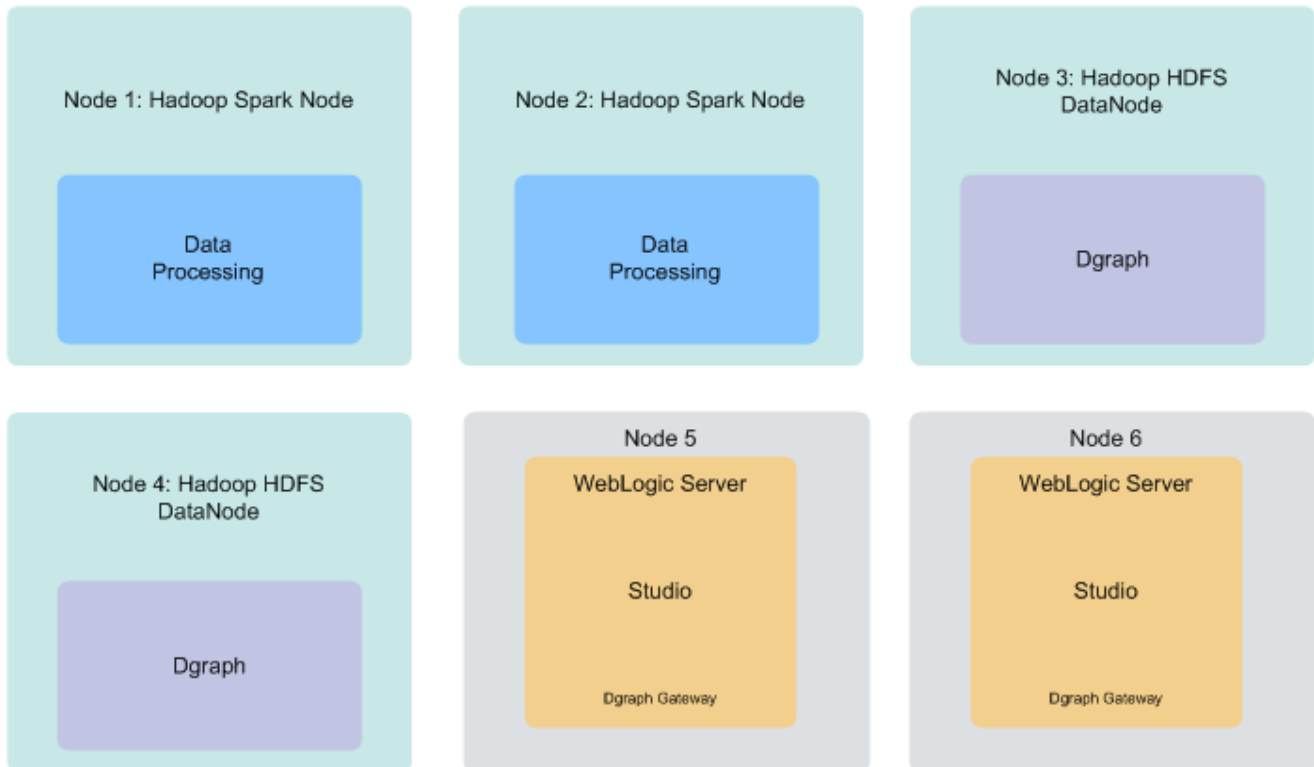 Node 1: Hadoop Spark Node
Data
Processing
Node 2: Hadoop Spark Node
Data
Processing
Node 3: Hadoop HDFS
DataNode
Dgraph
Node 4: Hadoop HDFS
DataNode
Dgraph
Node 5
WebLogic Server
Studio
Dgraph Gateway
Node 6
WebLogic Server
Studio
Dgraph Gateway